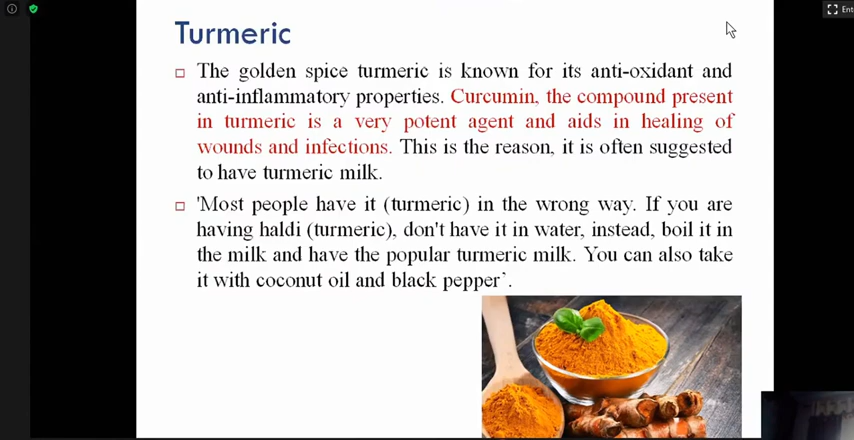 Ent
Turmeric
□ The golden spice turmeric is known for its anti-oxidant and
anti-inflammatory properties. Curcumin, the compound present
in turmeric is a very potent agent and aids in healing of
wounds and infections. This is the reason, it is often suggested
to have turmeric milk.
□ 'Most people have it (turmeric) in the wrong way. If you are
having haldi (turmeric), don't have it in water, instead, boil it in
the milk and have the popular turmeric milk. You can also take
it with coconut oil and black pepper`.